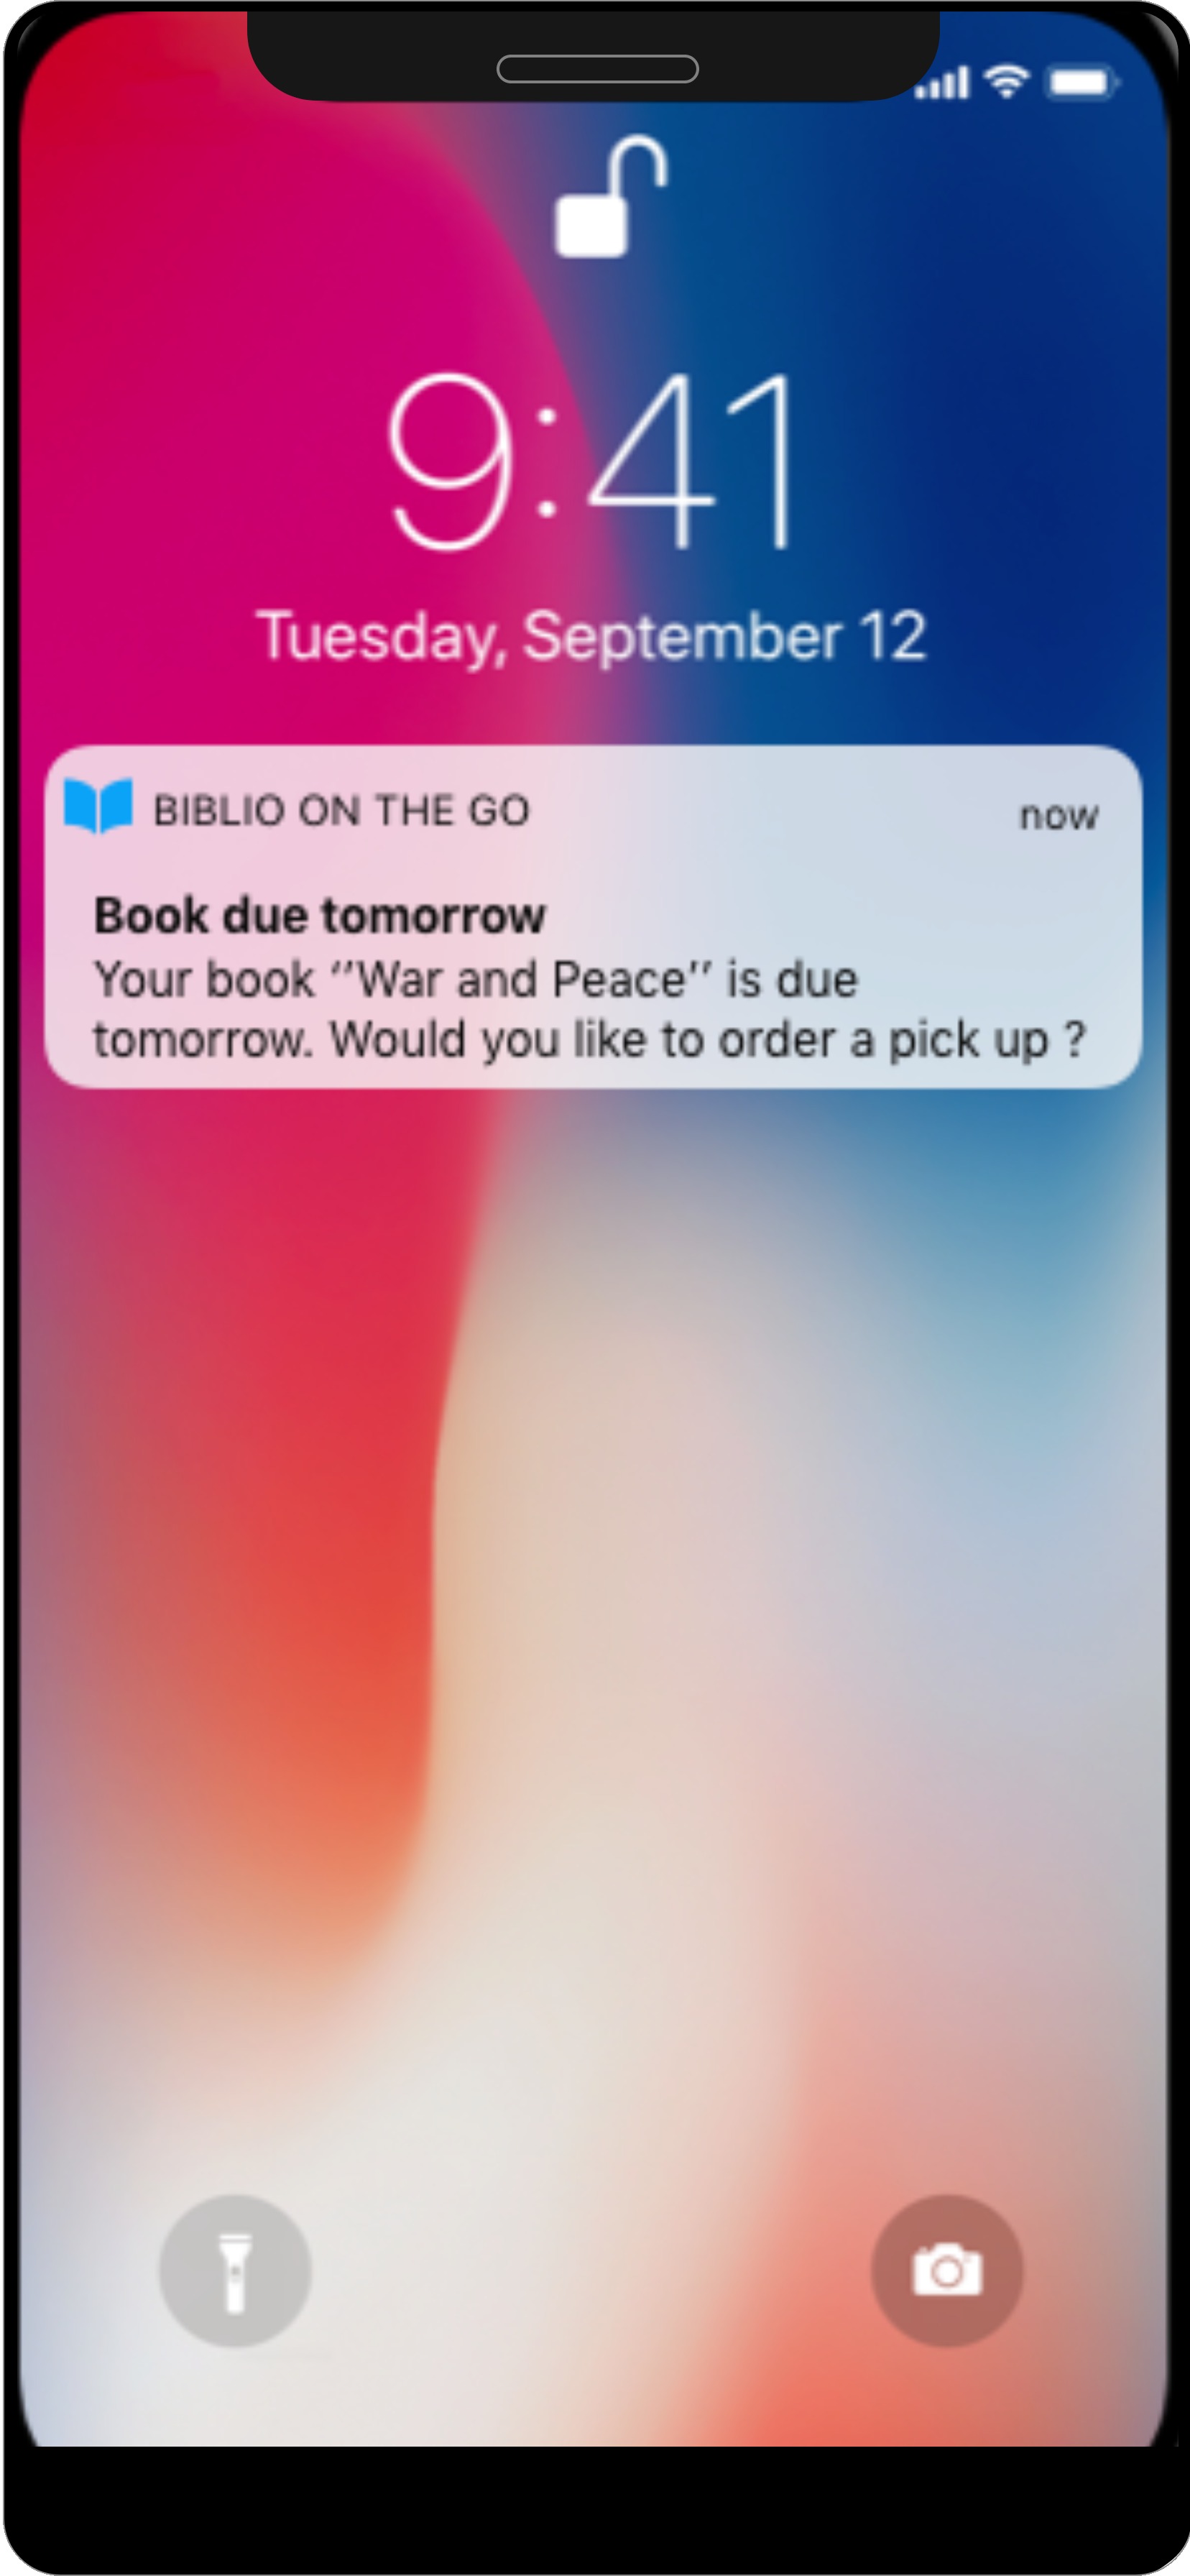 9:41
Tuesday, September 12
BIBLIO ON THE GO now
Book due tomorrow
Your book ‘’War and Peace’’ is due
tomorrow. Would you like to order a pick up ?